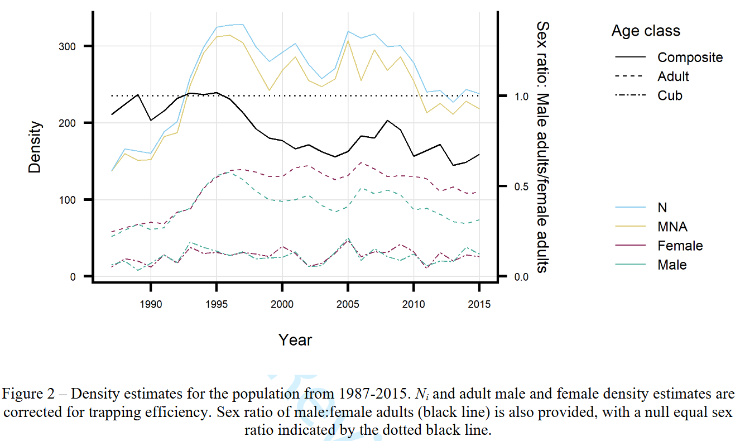 Age class
Composite
Adult
Cub
300
200
100
0
Density
1.0
0.5
0.0
Sex ratio: Male adults/female adults
1990
1995
2000
2005
2010
2015
Year
N
MNA
Female
Male
Figure 2 – Density estimates for the population from 1987-2015. Ni and adult male and female density estimates are
corrected for trapping efficiency. Sex ratio of male:female adults (black line) is also provided, with a null equal sex
ratio indicated by the dotted black line.